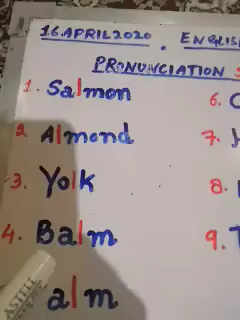 16 APRIL 2020 . ENGLIS
PRONUNCIATION
1. Salmon
2 Almond
3. Yolk
4. Balm
alm
6.
7.
8.
9.